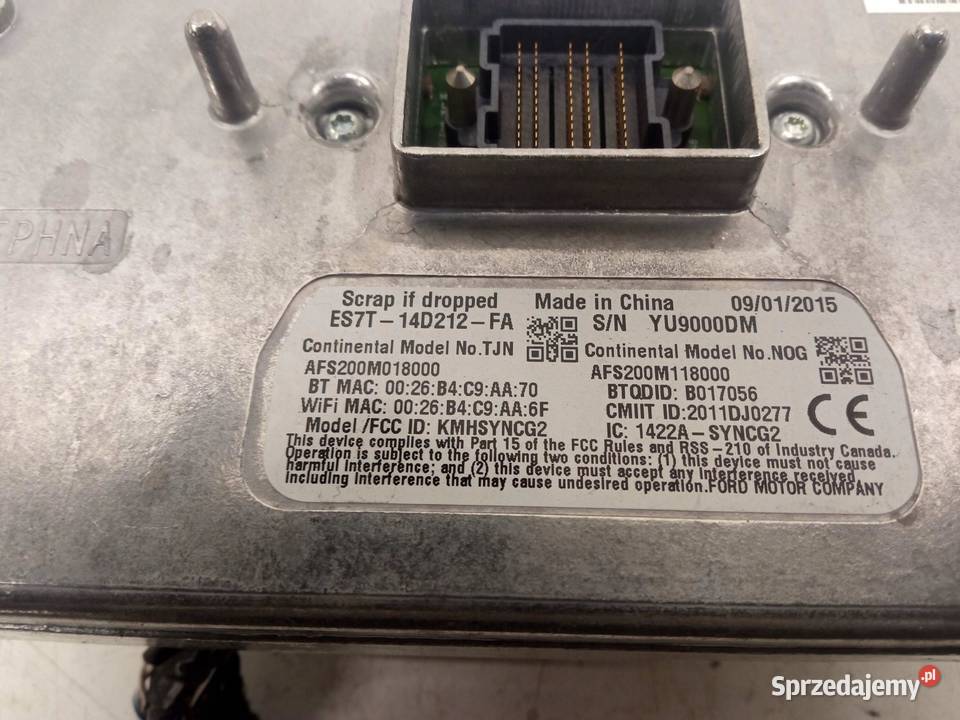 PHNA
Scrap if dropped Made in China 09/01/2015
ES7T-14D212-FA S/N YU9000DM
Continental Model No.TJN Continental Model No.NOG
AFS200M018000 AFS200M118000
BT MAC: 00:26:B4:C9:AA:70 BTQDID: B017056
WiFi MAC: 00:26:B4:C9:AA:6F CMIIT ID:2011DJ0277 CE
Model /FCC ID: KMHSYNCG2 IC: 1422A-SYNCG2
This device complies with Part 15 of the FCC Rules and RSS-210 of Industry Canada.
Operation is subject to the following two conditions: (1) this device must not cause
harmful interference; and (2) this device must accept any interference received,
including interference that may cause undesired operation. FORD MOTOR COMPANY
Sprzedajemy.pl